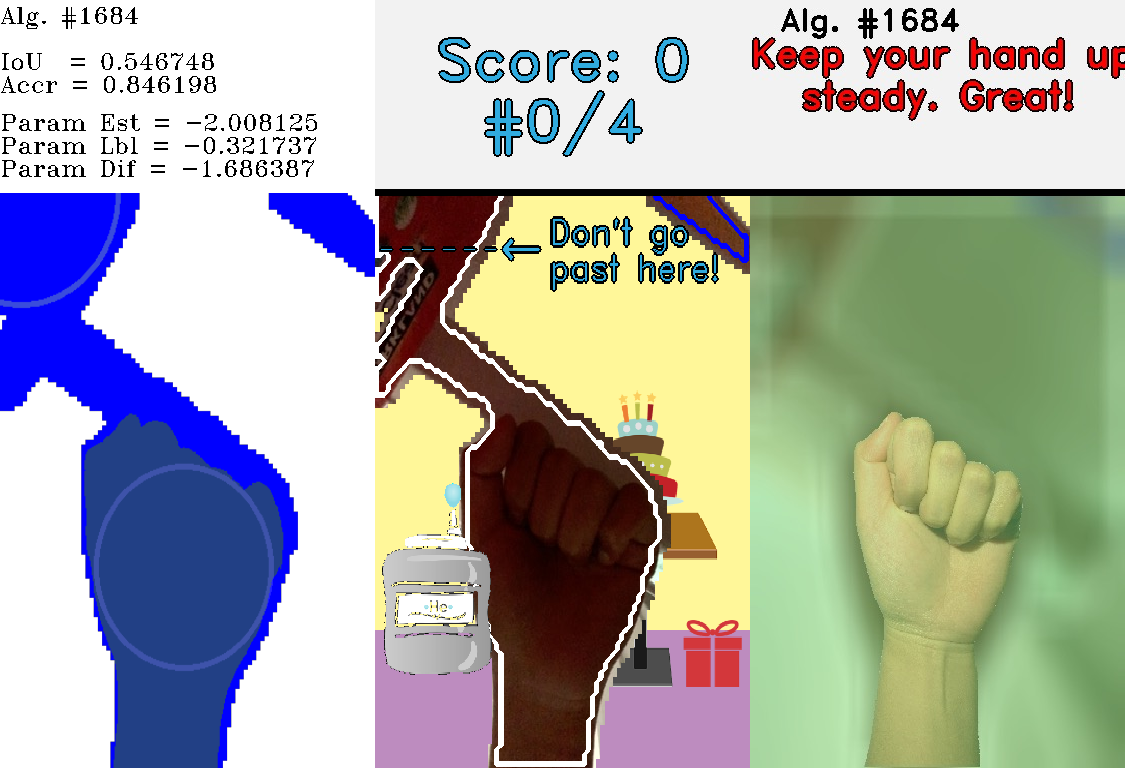 Alg. #1684
IoU = 0.546748
Accr = 0.846198
Param Est = −2.008125
Param Lbl = −0.321737
Param Dif = −1.686387
Score: 0
#0/4
Alg. #1684
Keep your hand up
steady. Great!
Don't go
past here!